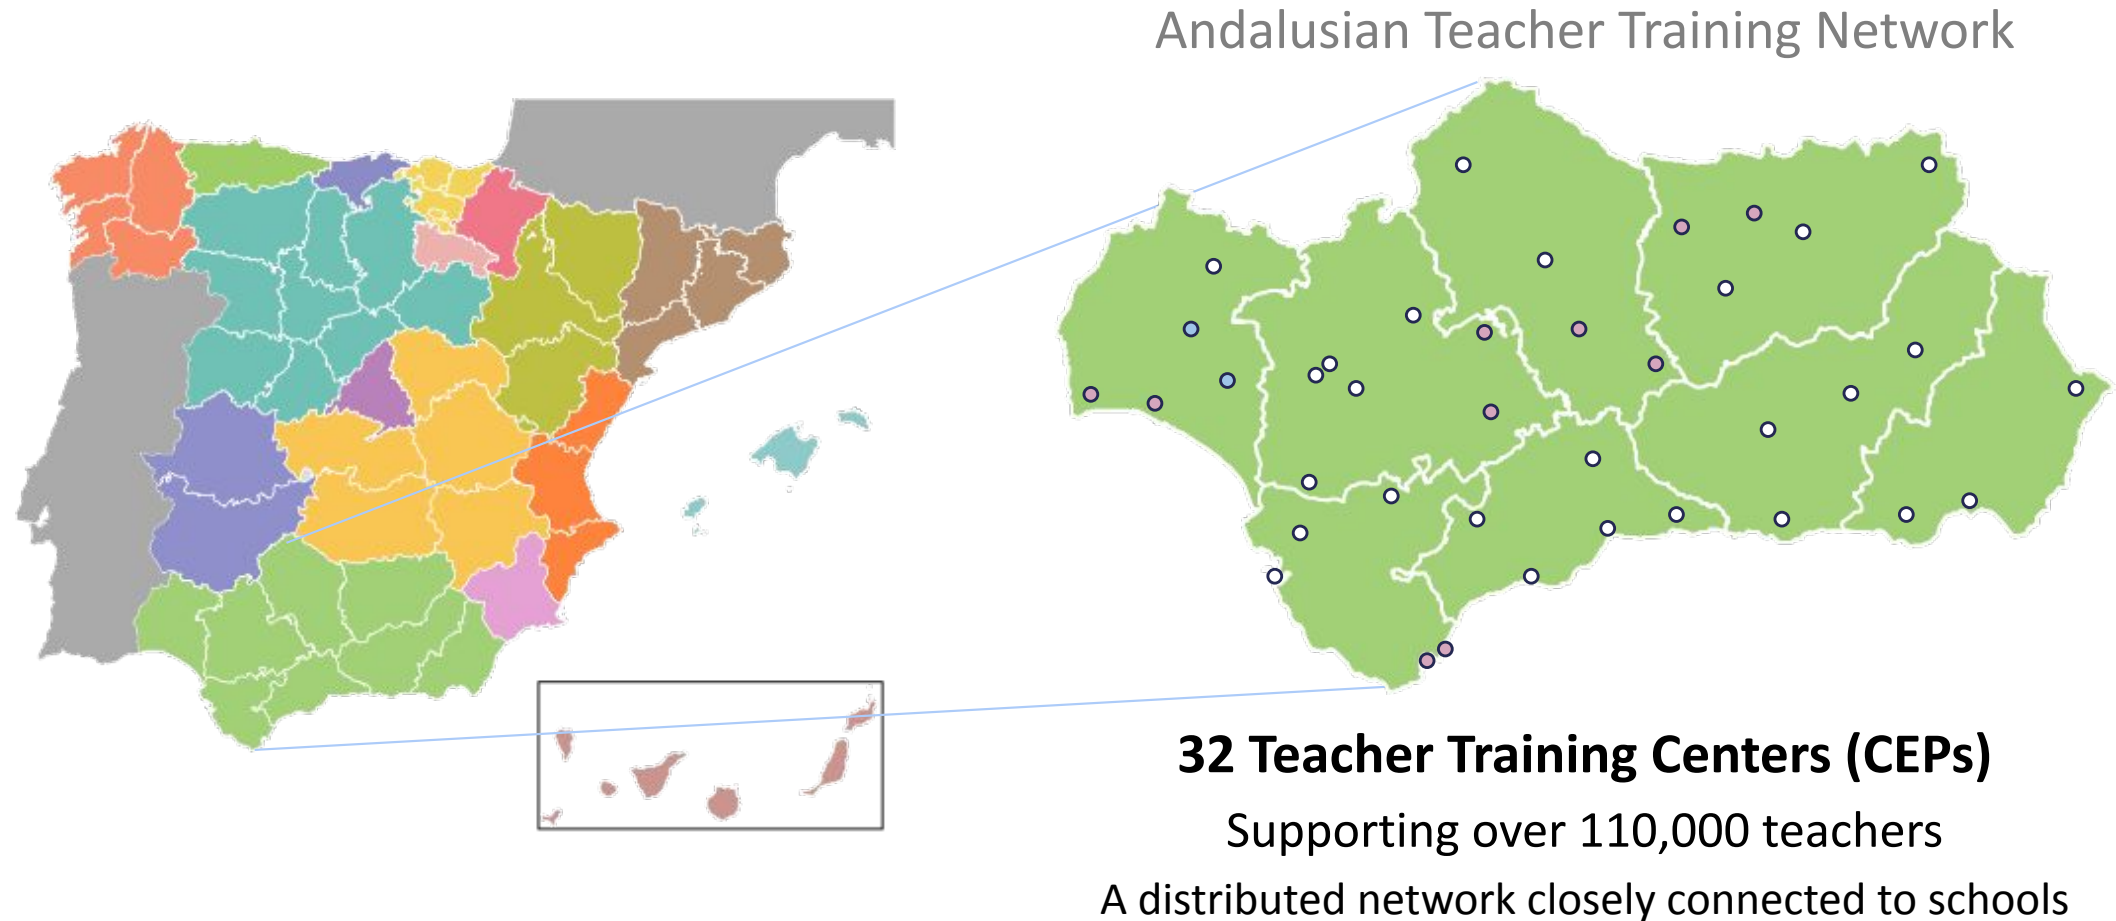 Andalusian Teacher Training Network
32 Teacher Training Centers (CEPs)
Supporting over 110,000 teachers
A distributed network closely connected to schools